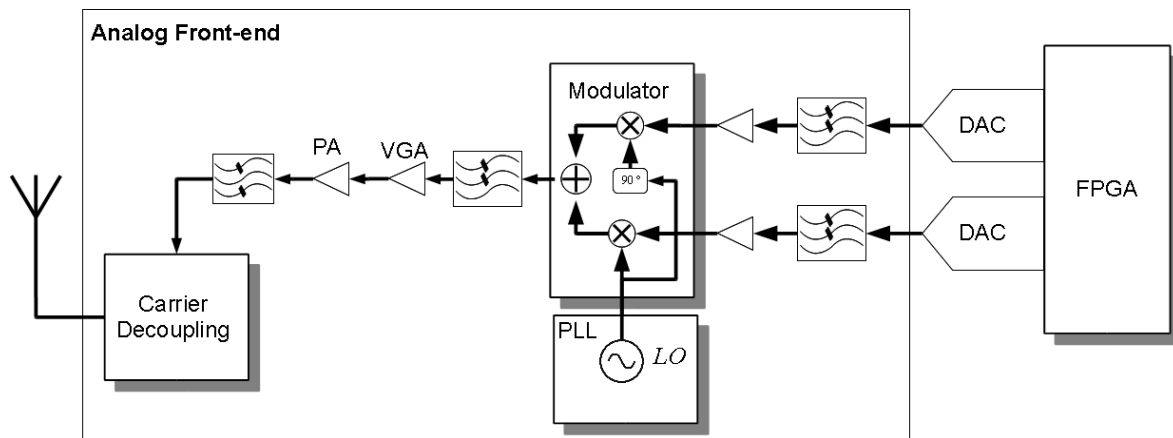 Analog Front-end
Modulator
DAC
PA
VGA
90 °
FPGA
DAC
Carrier
Decoupling
PLL
LO